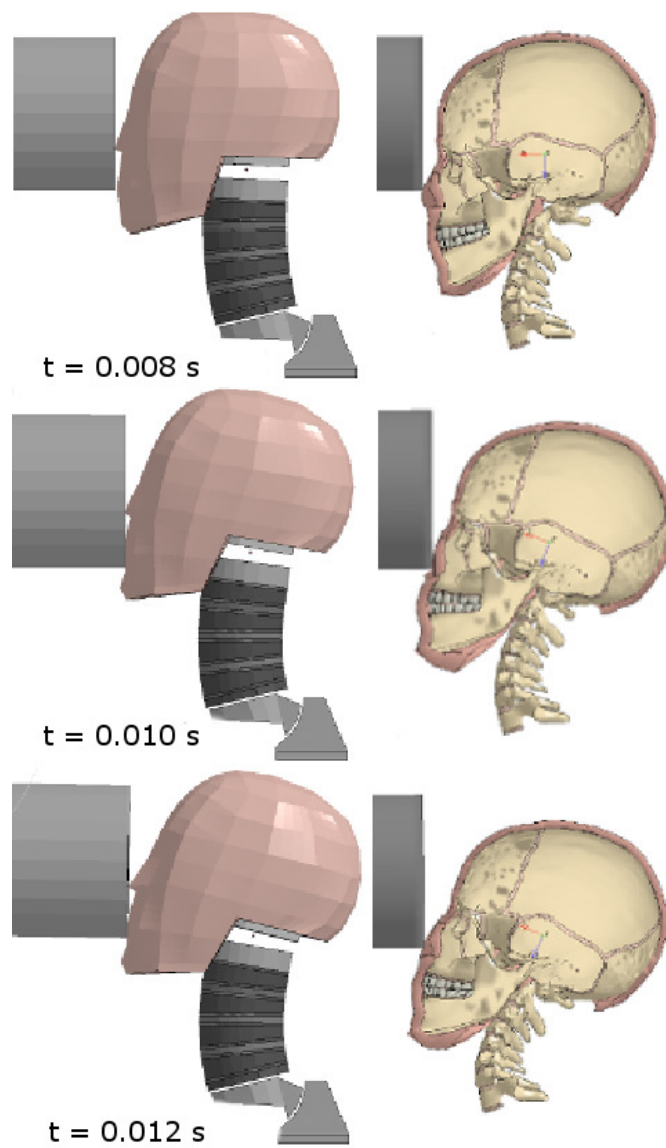 t = 0.008 s
t = 0.010 s
t = 0.012 s